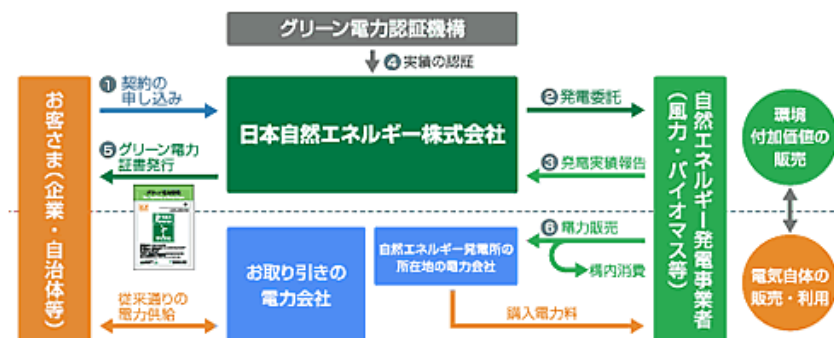 グリーン電力認証機構
④実績の認証
お客さま（企業・自治体等）
①契約の
申し込み
日本自然エネルギー株式会社
②発電委託
⑤グリーン電力
証書発行
③発電実績報告
自然エネルギー発電事業者
（風力・バイオマス等）
環境
付加価値の
販売
お取り引きの
電力会社
自然エネルギー発電所の
所在地の電力会社
⑥電力販売
構内消費
従来通りの
電力供給
購入電力料
電気自体の
販売・利用